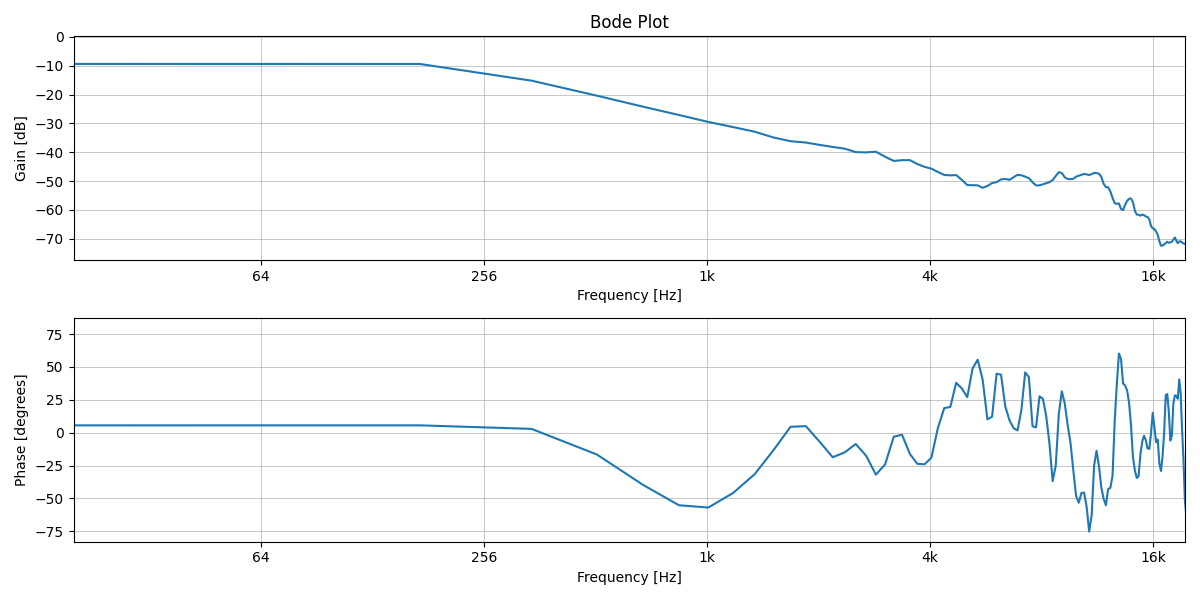 Bode Plot
0
−10
−20
−30
−40
−50
−60
−70
Gain [dB]
64 256 1k 4k 16k
Frequency [Hz]
75
50
25
0
−25
−50
−75
Phase [degrees]
64 256 1k 4k 16k
Frequency [Hz]